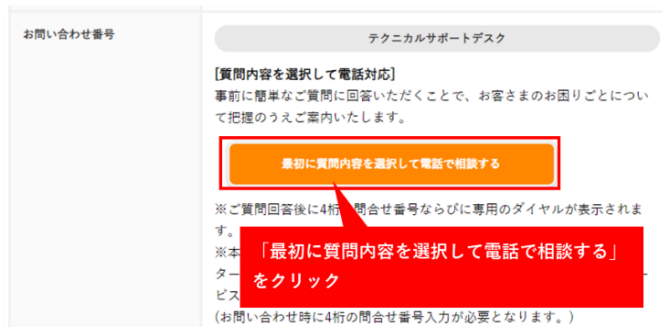 お問い合わせ番号
テクニカルサポートデスク
[質問内容を選択して電話対応]
事前に簡単なご質問に回答いただくことで、お客さまのお困りごとについ
て把握のうえご案内いたします。
最初に質問内容を選択して電話で相談する
※ご質問回答後に4桁 問合せ番号ならびに専用のダイヤルが表示されま
す。
※本
「最初に質問内容を選択して電話で相談する」
ター
をクリック
ビス
(お問い合わせ時に4桁の問合せ番号入力が必要となります。)